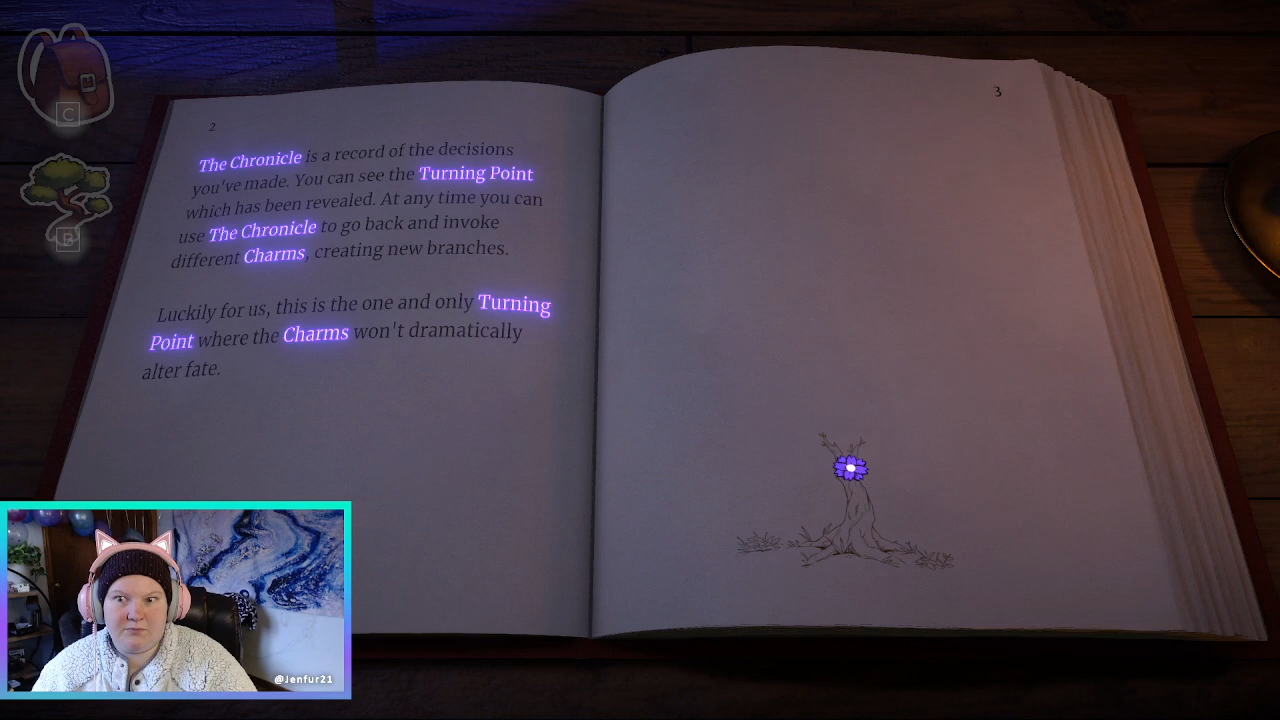 C
B
2
The Chronicle is a record of the decisions
you've made. You can see the Turning Point
which has been revealed. At any time you can
use The Chronicle to go back and invoke
different Charms, creating new branches.
Luckily for us, this is the one and only Turning
Point where the Charms won't dramatically
alter fate.
3
@Jenfur21